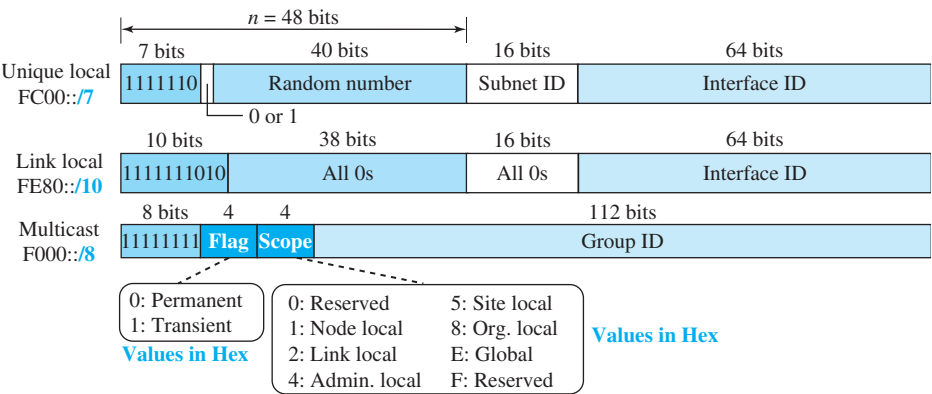 n = 48 bits
7 bits 40 bits 16 bits 64 bits
Unique local
FC00::/7
1111110 Random number Subnet ID Interface ID
0 or 1
10 bits 38 bits 16 bits 64 bits
Link local
FE80::/10
1111111010 All 0s All 0s Interface ID
8 bits 4 4 112 bits
Multicast
F000::/8
11111111 Flag Scope Group ID
0: Permanent
1: Transient
Values in Hex
0: Reserved 5: Site local
1: Node local 8: Org. local
2: Link local E: Global
4: Admin. local F: Reserved
Values in Hex